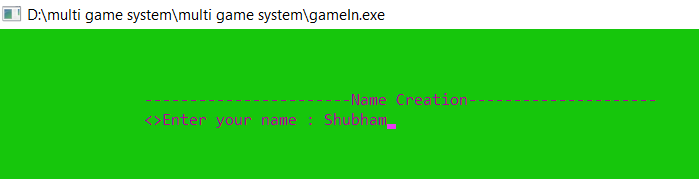 D:\multi game system\multi game system\gameIn.exe
--------------------------Name Creation---------------------
<>Enter your name : Shubham